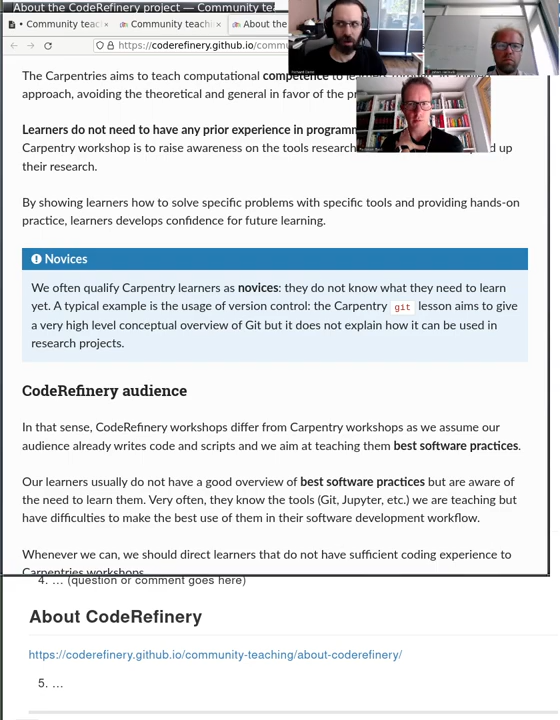 About the CodeRefinery project — Community te
• Community teac
Community teachin
About the
https://coderefinery.github.io/commu
The Carpentries aims to teach computational competence to
approach, avoiding the theoretical and general in favor of the
Learners do not need to have any prior experience in
Carpentry workshop is to raise awareness on the tools up
their research.
By showing learners how to solve specific problems with specific tools and providing hands-on
practice, learners develops confidence for future learning.
Novices
We often qualify Carpentry learners as novices: they do not know what they need to learn
yet. A typical example is the usage of version control: the Carpentry git lesson aims to give
a very high level conceptual overview of Git but it does not explain how it can be used in
research projects.
CodeRefinery audience
In that sense, CodeRefinery workshops differ from Carpentry workshops as we assume our
audience already writes code and scripts and we aim at teaching them best software practices.
Our learners usually do not have a good overview of best software practices but are aware of
the need to learn them. Very often, they know the tools (Git, Jupyter, etc.) we are teaching but
have difficulties to make the best use of them in their software development workflow.
Whenever we can, we should direct learners that do not have sufficient coding experience to
Carpentries workshops
4. ... (question or comment goes here)
About CodeRefinery
https://coderefinery.github.io/community-teaching/about-coderefinery/
5. ...